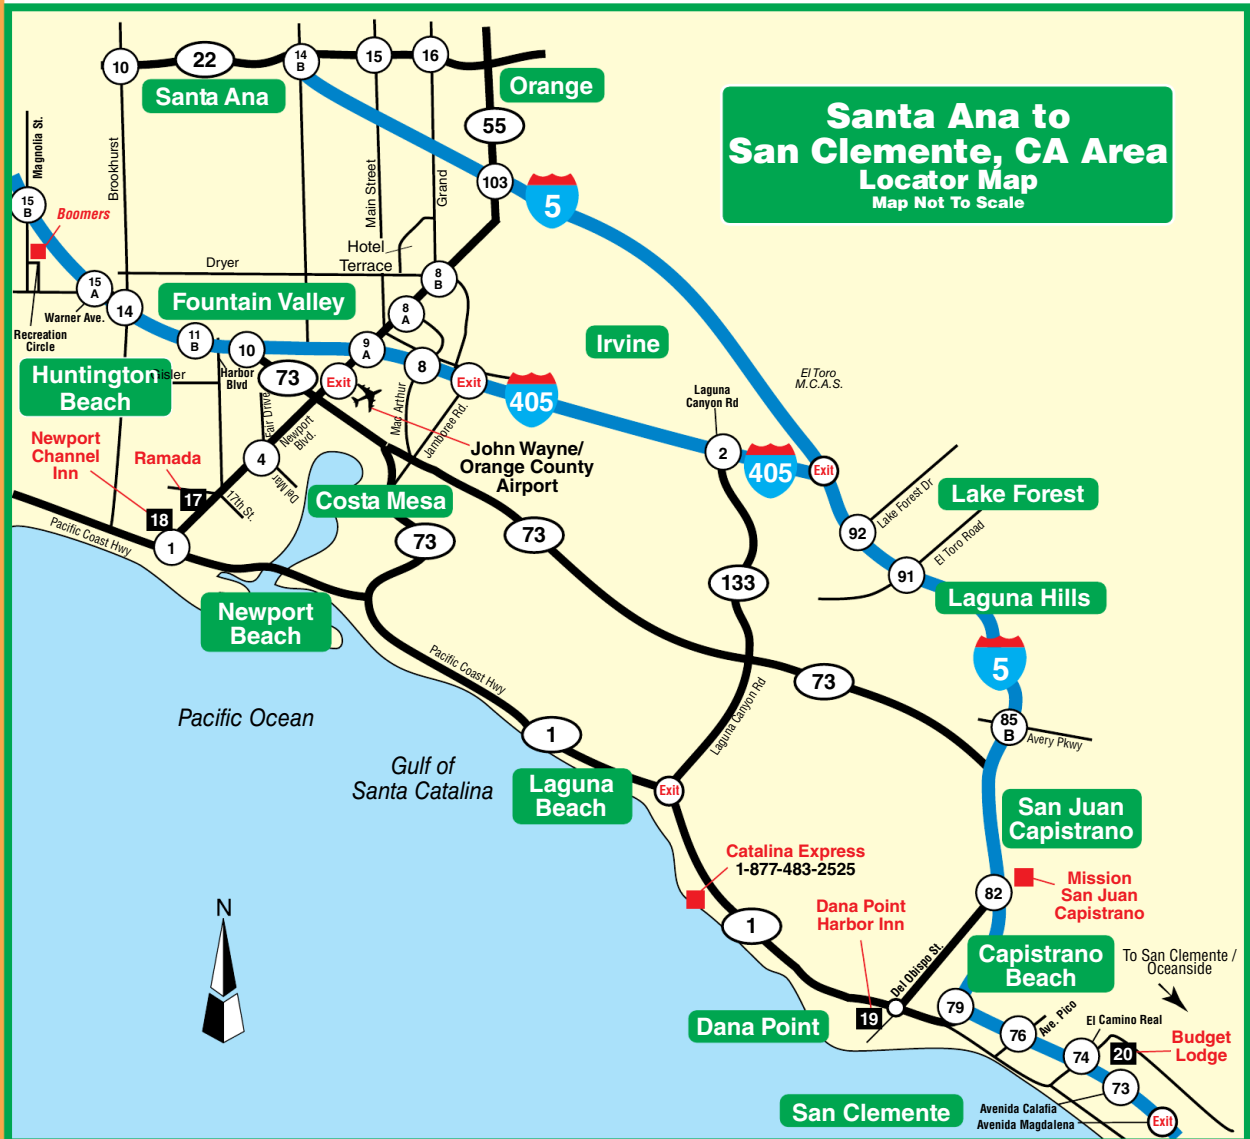 Santa Ana to
San Clemente, CA Area
Locator Map
Map Not To Scale
10
22
14
B
15
16
Santa Ana
Orange
55
Magnolia St.
Brookhurst
Main Street
Grand
103
5
15
B
Boomers
Hotel
Terrace
Dryer
8
B
15
A
Warner Ave.
14
Fountain Valley
8
A
Recreation
Circle
11
B
10
9
A
Irvine
Huntington
Beach
Gisler
Harbor
Blvd
73
Exit
8
Exit
405
El Toro
M.C.A.S.
Laguna
Canyon Rd
Fair Drive
Newport
Blvd.
Mac Arthur
Jamboree Rd.
Newport
Channel
Inn
Ramada
4
Del Mar
John Wayne/
Orange County
Airport
2
405
Exit
17
17th St.
18
1
Pacific Coast Hwy
Costa Mesa
73
73
Lake Forest Dr
Lake Forest
92
El Toro Road
91
133
Laguna Hills
Newport
Beach
5
Pacific Coast Hwy
Laguna Canyon Rd
73
Pacific Ocean
85
B
Avery Pkwy
1
Gulf of
Santa Catalina
Laguna
Beach
Exit
San Juan
Capistrano
Catalina Express
1-877-483-2525
82
Mission
San Juan
Capistrano
Dana Point
Harbor Inn
1
N
Del Obispo St.
Capistrano
Beach
To San Clemente /
Oceanside
19
79
Dana Point
76
Ave. Pico
El Camino Real
74
20
Budget
Lodge
73
San Clemente
Avenida Calafia
Avenida Magdalena
Exit